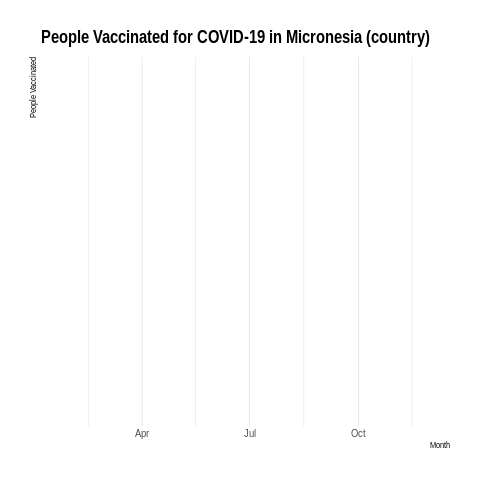 People Vaccinated for COVID-19 in Micronesia (country)
People Vaccinated
Apr
Jul
Oct
Month